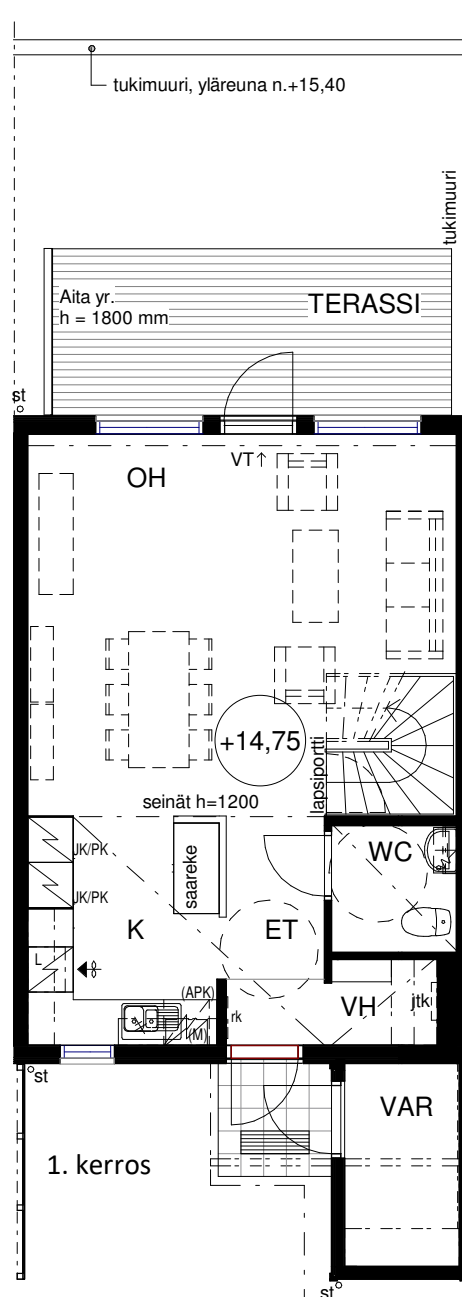 tukimuuri, yläreuna n.+15,40
tukimuuri
Aita yr.
h = 1800 mm
TERASSI
st
OH
VT↑
+14,75
lapsiportti
seinät h=1200
JK/PK
saareke
WC
JK/PK
K
ET
L
(APK)
VH
jtk
rk
(M)
st
VAR
1. kerros
st